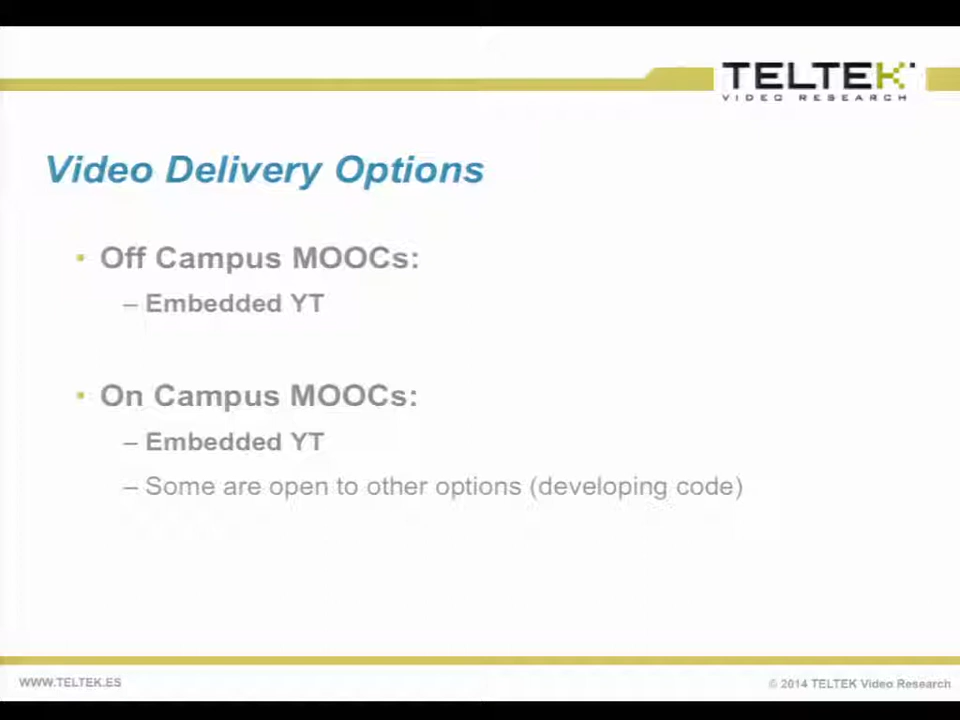 TELTEK
VIDEO RESEARCH
Video Delivery Options
• Off Campus MOOCs:
– Embedded YT
• On Campus MOOCs:
– Embedded YT
– Some are open to other options (developing code)
WWW.TELTEK.ES
© 2014 TELTEK Video Research